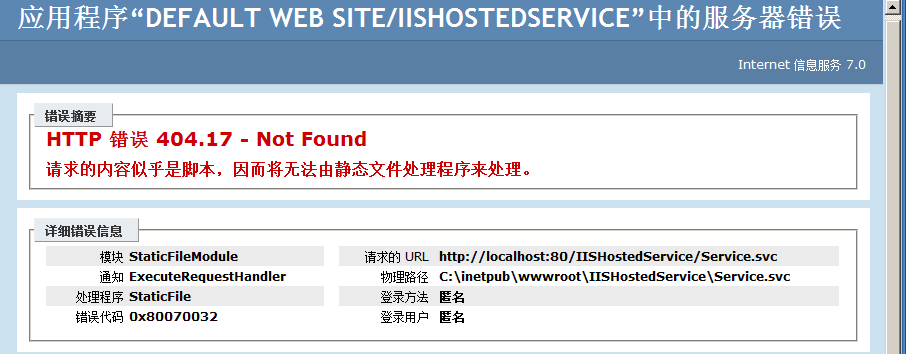 应用程序“DEFAULT WEB SITE/IISHOSTEDSERVICE”中的服务器错误
Internet 信息服务 7.0
错误摘要
HTTP 错误 404.17 - Not Found
请求的内容似乎是脚本，因而将无法由静态文件处理程序来处理。
详细错误信息
模块 StaticFileModule
通知 ExecuteRequestHandler
处理程序 StaticFile
错误代码 0x80070032
请求的 URL http://localhost:80/IISHostedService/Service.svc
物理路径 C:\inetpub\wwwroot\IISHostedService\Service.svc
登录方法 匿名
登录用户 匿名